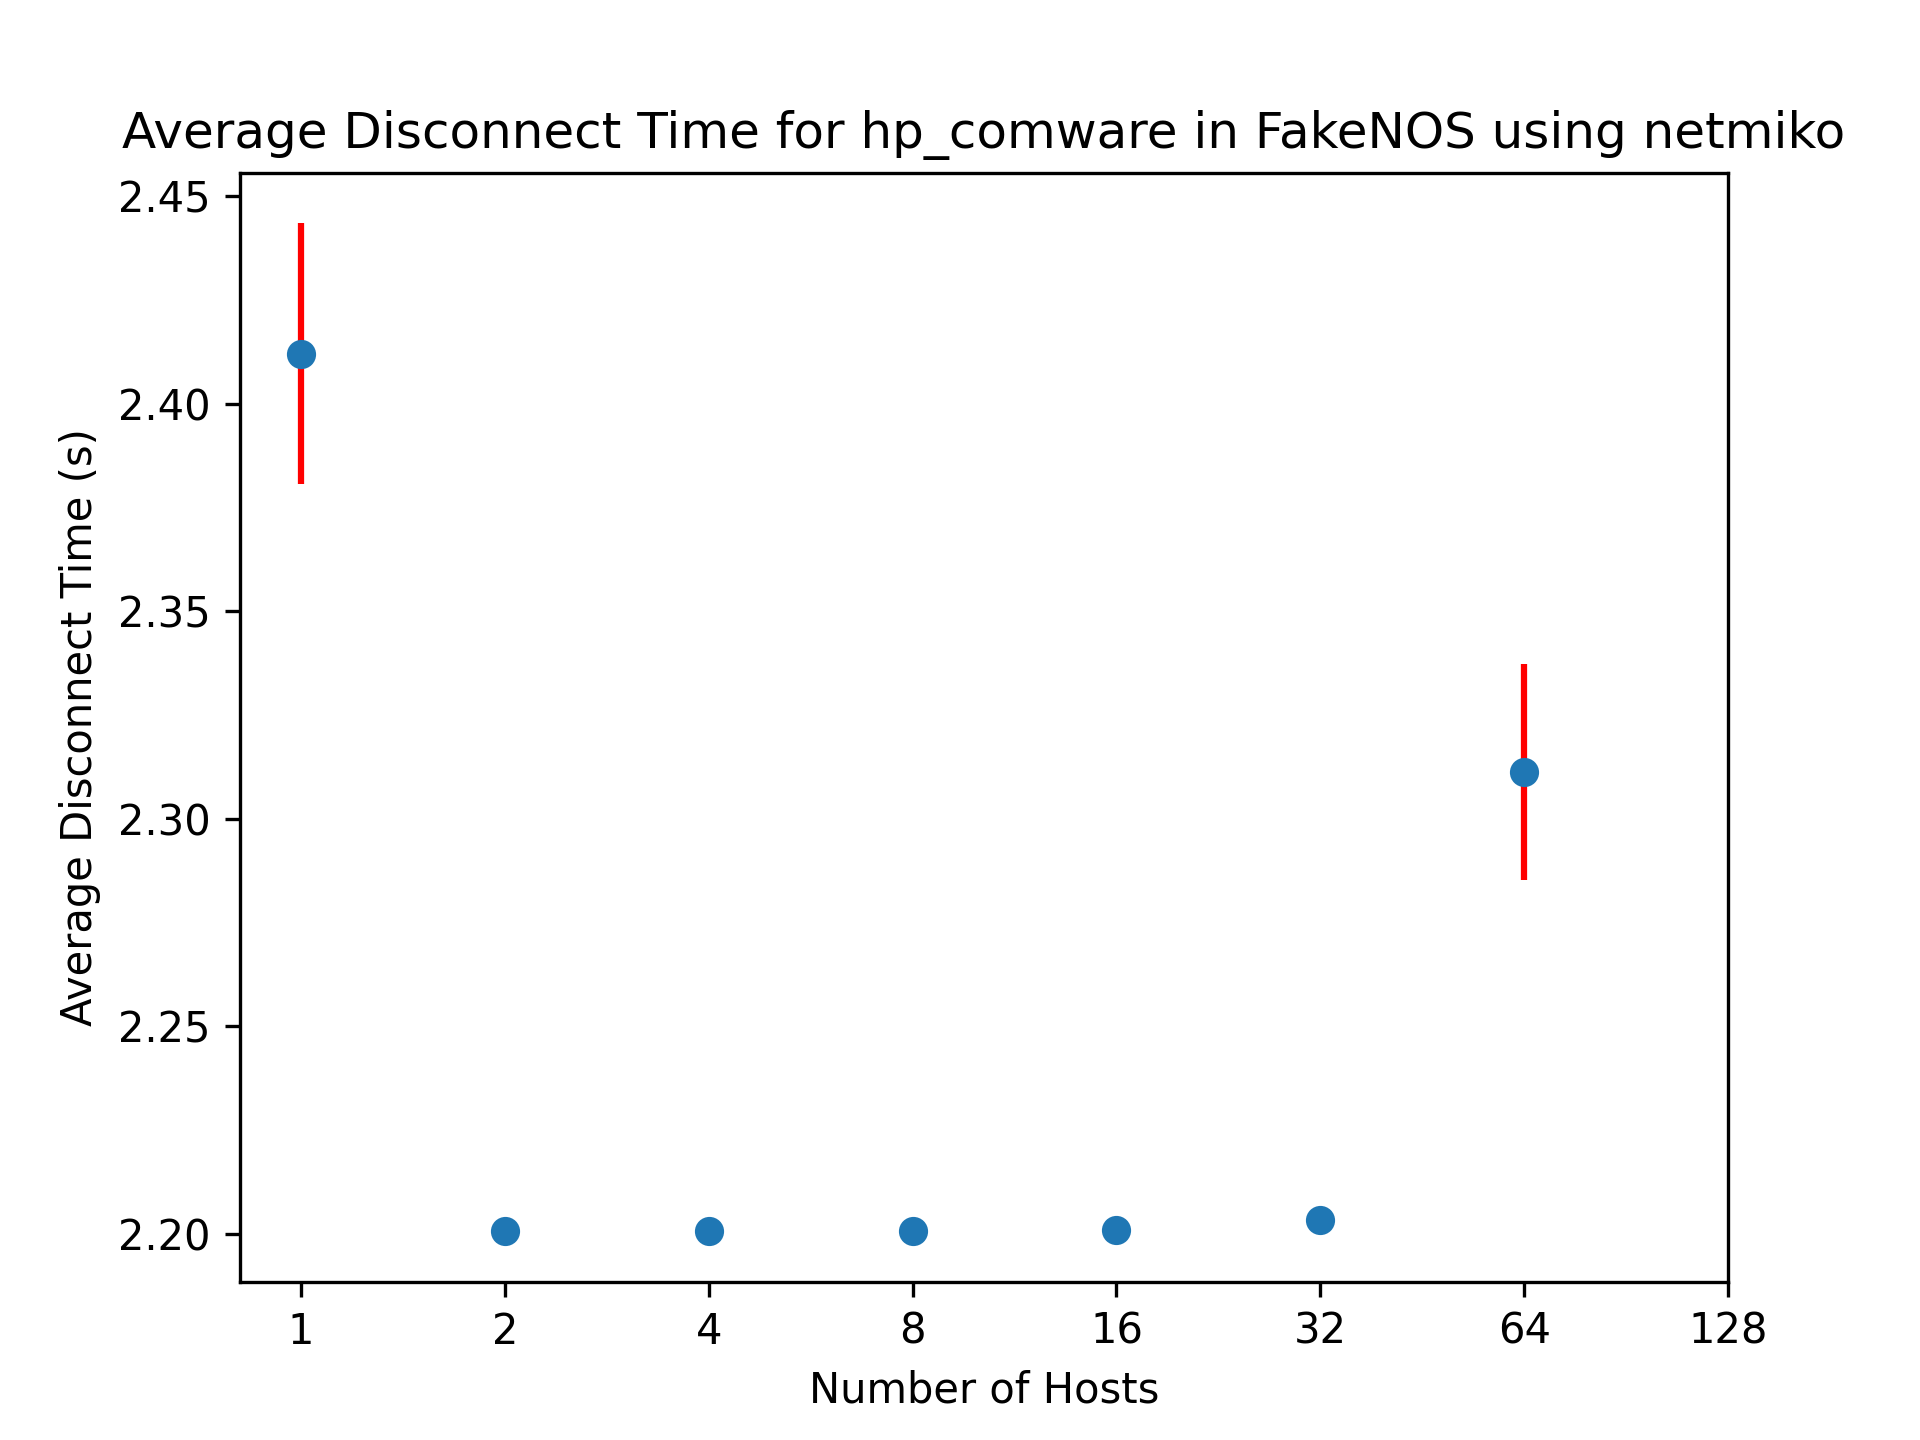 Average Disconnect Time for hp_comware in FakeNOS using netmiko
Average Disconnect Time (s)
2.45
2.40
2.35
2.30
2.25
2.20
1 2 4 8 16 32 64 128
Number of Hosts